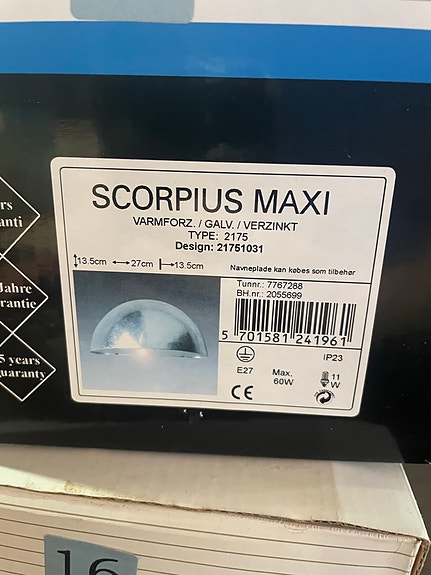 SCORPIUS MAXI
VARMFORZ. / GALV. / VERZINKT
TYPE: 2175
Design: 21751031
13.5cm 27cm 13.5cm
Navneplade kan købes som tilbehør
Tunnr.: 7767288
BH.nr.: 2055699
5 701581 241961
IP23
E27
Max.
60W
11
W
CE
anti
Jahre
rantie
5 years
guaranty
16